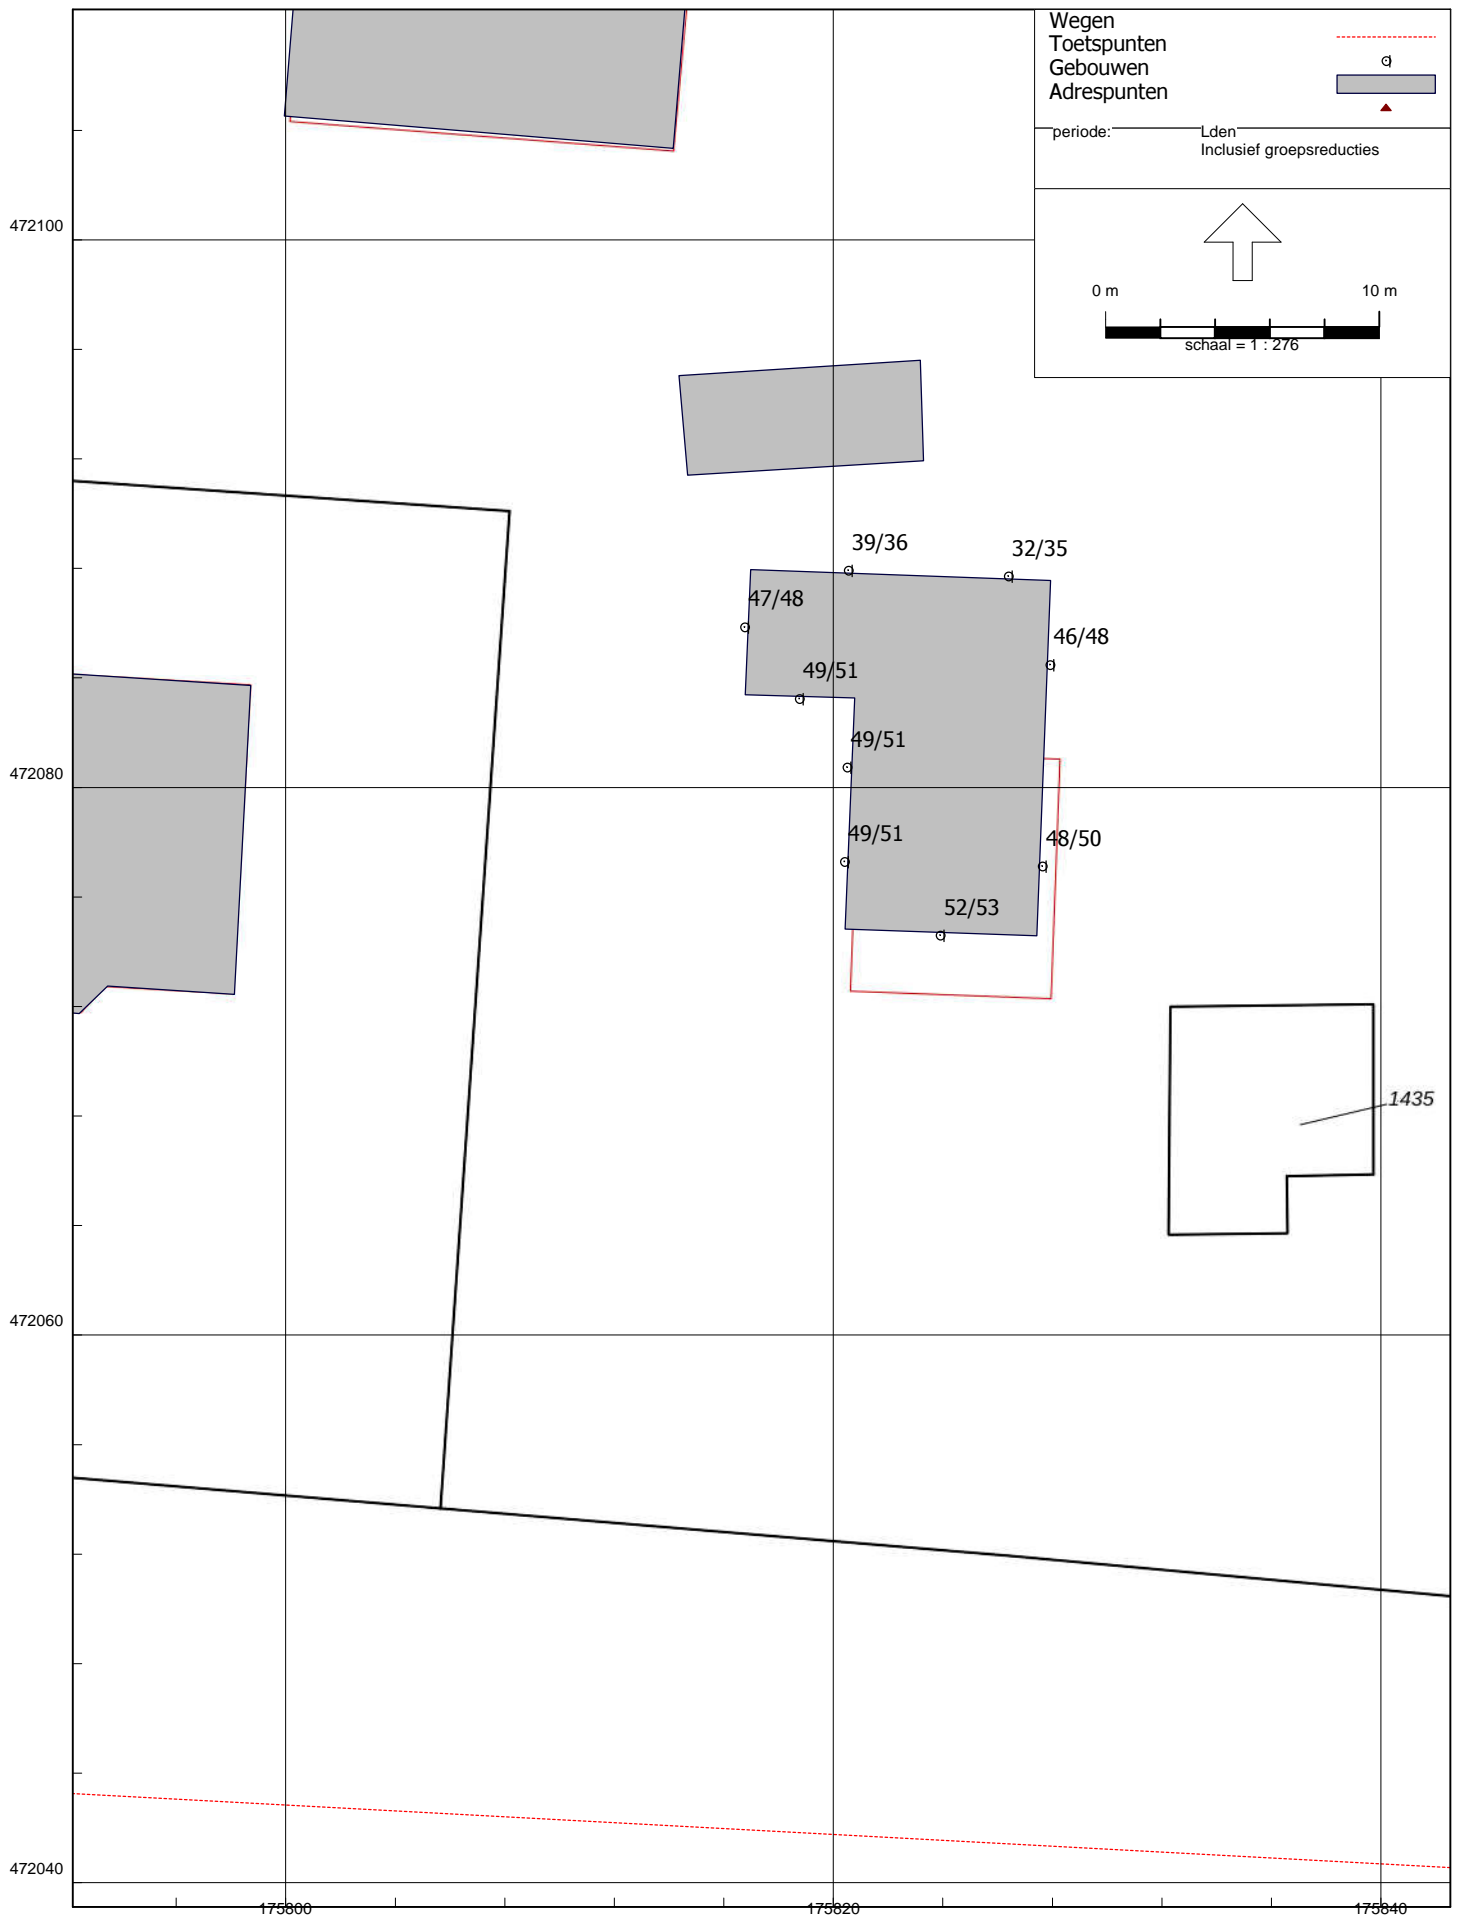 Wegen
Toetspunten
Gebouwen
Adrespunten
periode: Lden
Inclusief groepsreducties
472100
0 m 10 m
schaal = 1 : 276
39/36
32/35
47/48
46/48
49/51
49/51
472080
49/51
48/50
52/53
1435
472060
472040
175800 175820 175840